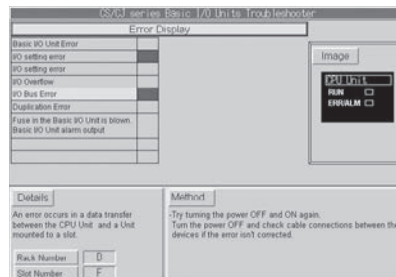 CS/CJ series Basic I/O Units Troubleshooter
Error Display
Basic I/O Unit Error
I/O setting error
I/O setting error
I/O Overflow
I/O Bus Error
Duplication Error
Fuse in the Basic I/O Unit is blown.
Basic I/O Unit alarm output
Image
CPU Unit
RUN
ERR/ALM
Details
An error occurs in a data transfer
between the CPU Unit and a Unit
mounted to a slot.
Rack Number 0
Slot Number F
Method
-Try turning the power OFF and ON again.
Turn the power OFF and check cable connections between the
devices if the error isn't corrected.